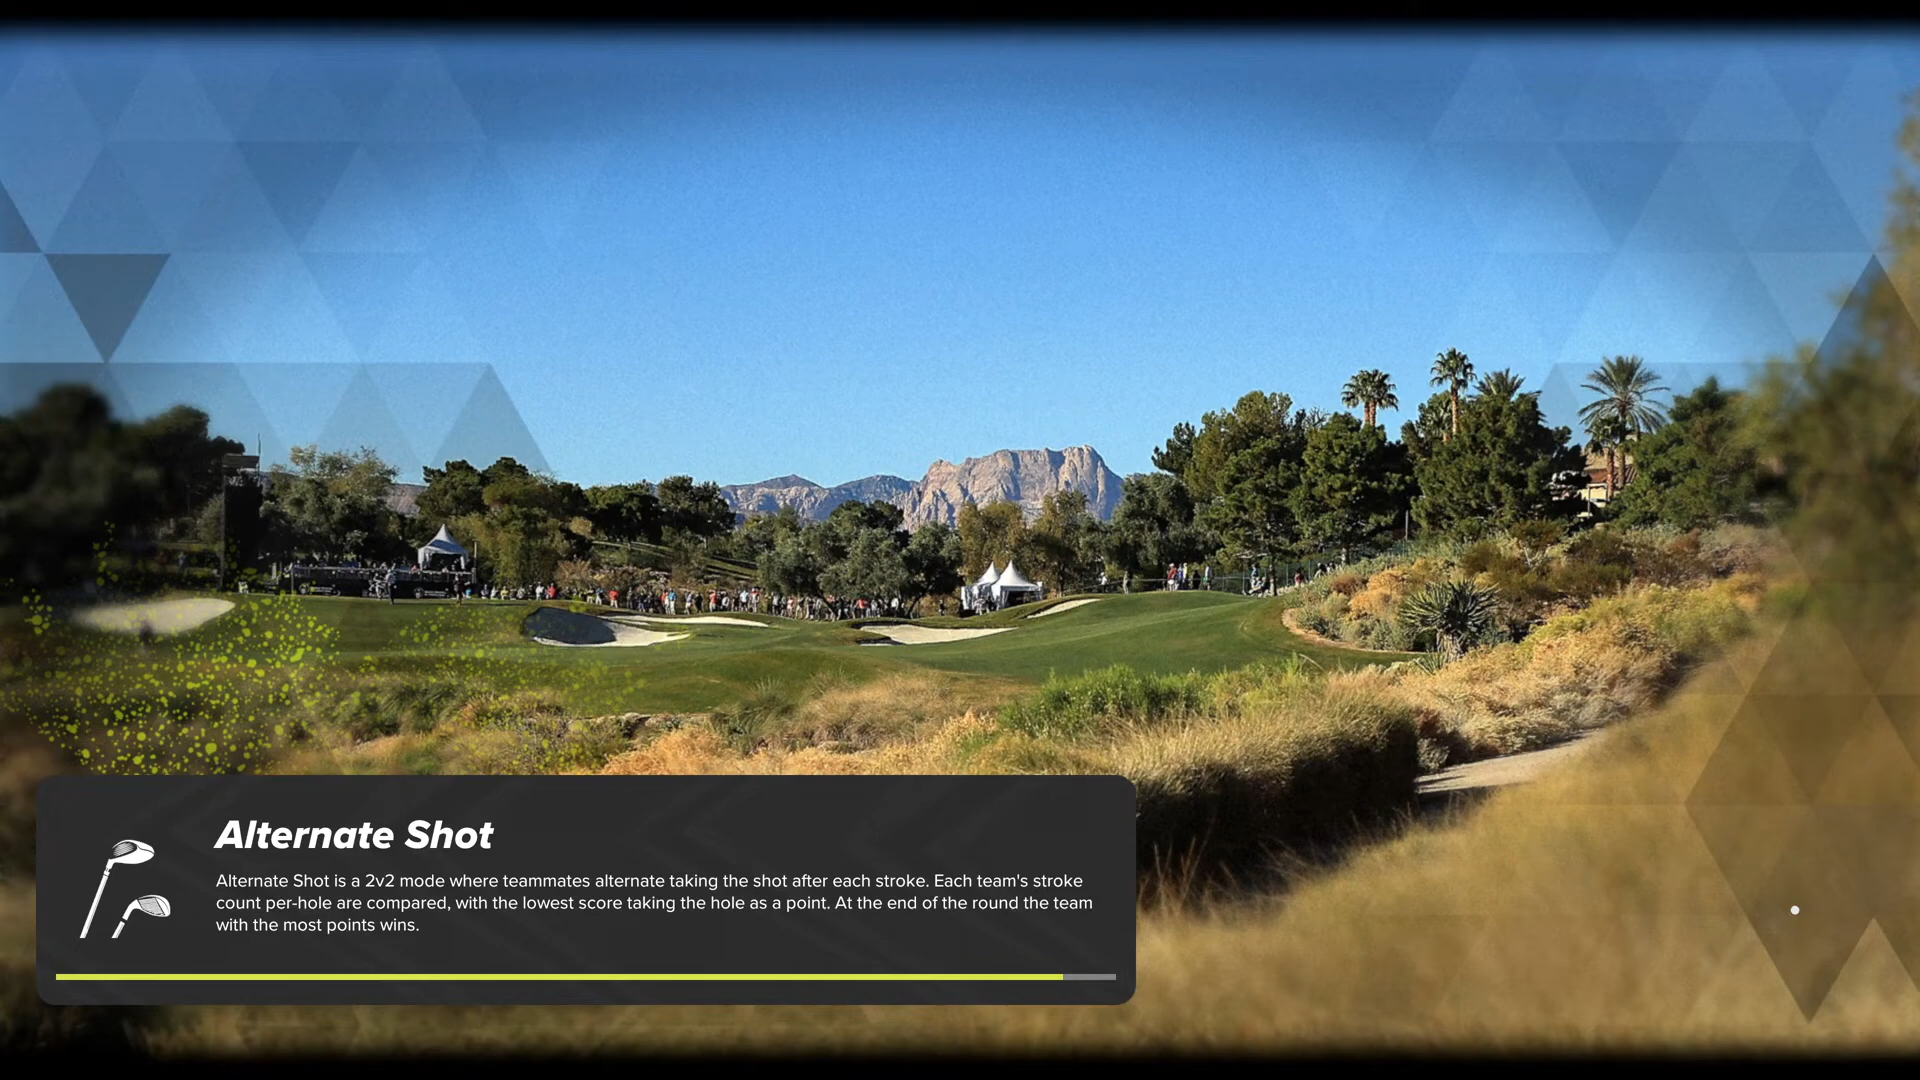 Alternate Shot
Alternate Shot is a 2v2 mode where teammates alternate taking the shot after each stroke. Each team's stroke
count per-hole are compared, with the lowest score taking the hole as a point. At the end of the round the team
with the most points wins.